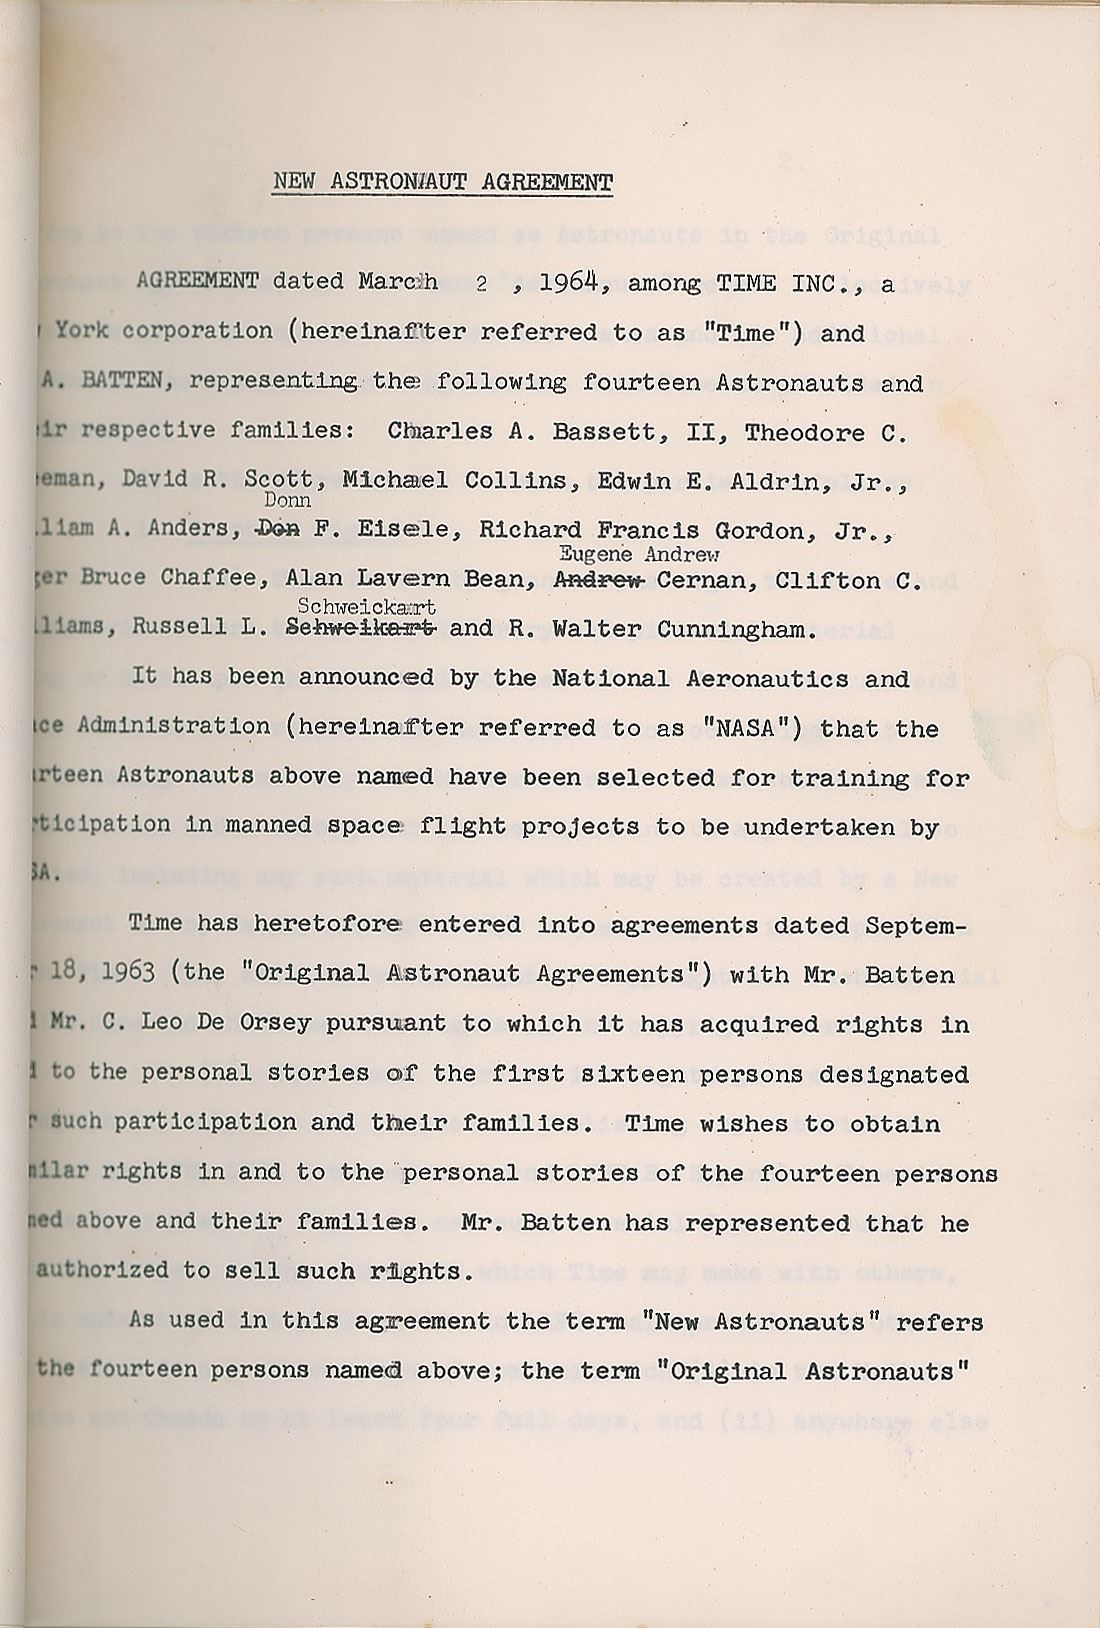 NEW ASTRONAUT AGREEMENT
AGREEMENT dated March 2 , 1964, among TIME INC., a
York corporation (hereinafter referred to as "Time") and
A. BATTEN, representing the following fourteen Astronauts and
ir respective families: Charles A. Bassett, II, Theodore C.
eman, David R. Scott, Michael Collins, Edwin E. Aldrin, Jr.,
Donn
lliam A. Anders, Don F. Eisele, Richard Francis Gordon, Jr.,
Eugene Andrew
ger Bruce Chaffee, Alan Lavern Bean, Andrew Cernan, Clifton C.
Schweickart
lliams, Russell L. Schweikart and R. Walter Cunningham.
It has been announced by the National Aeronautics and
ce Administration (hereinafter referred to as "NASA") that the
rteen Astronauts above named have been selected for training for
ticipation in manned space flight projects to be undertaken by
SA.
Time has heretofore entered into agreements dated Septem-
r 18, 1963 (the "Original Astronaut Agreements") with Mr. Batten
d Mr. C. Leo De Orsey pursuant to which it has acquired rights in
d to the personal stories of the first sixteen persons designated
r such participation and their families. Time wishes to obtain
milar rights in and to the personal stories of the fourteen persons
med above and their families. Mr. Batten has represented that he
authorized to sell such rights.
As used in this agreement the term "New Astronauts" refers
the fourteen persons named above; the term "Original Astronauts"